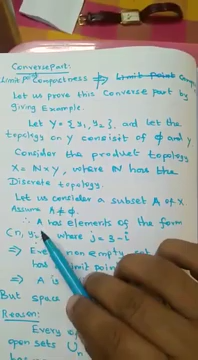 Converse Part:
Limit point Compactness ⇏ Limit Point Comp
Let us prove this Converse part by
giving Example.
Let Y = {y₁, y₂}, and let the
topology on Y consisit of ϕ and Y.
Consider the product topology
X = N × Y, where N has the
Discrete topology.
Let us consider a subset A of X
Assume A ≠ ϕ
∴ A has elements of the form
(n, y where j = 3 - i
⇒ Every non empty set
has limit poin
⇒ A is
But space
Reason:
Every o
open sets U n